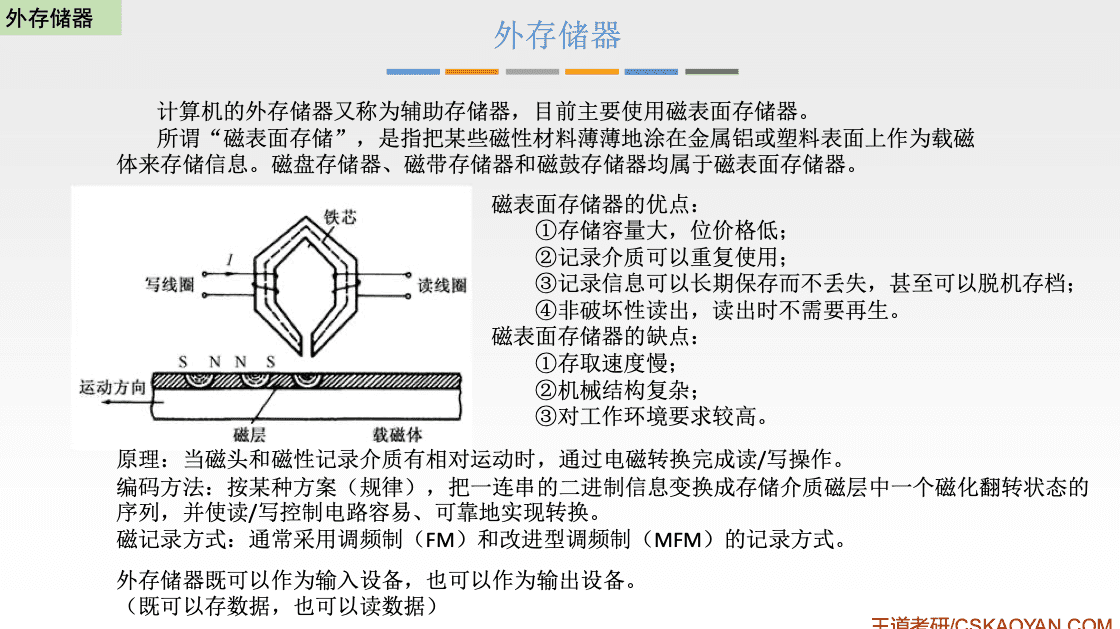 外存储器
外存储器
计算机的外存储器又称为辅助存储器，目前主要使用磁表面存储器。
所谓“磁表面存储”，是指把某些磁性材料薄薄地涂在金属铝或塑料表面上作为载磁
体来存储信息。磁盘存储器、磁带存储器和磁鼓存储器均属于磁表面存储器。
铁芯
I
写线圈
读线圈
S N N S
运动方向
磁层
载磁体
磁表面存储器的优点：
①存储容量大，位价格低；
②记录介质可以重复使用；
③记录信息可以长期保存而不丢失，甚至可以脱机存档；
④非破坏性读出，读出时不需要再生。
磁表面存储器的缺点：
①存取速度慢；
②机械结构复杂；
③对工作环境要求较高。
原理：当磁头和磁性记录介质有相对运动时，通过电磁转换完成读/写操作。
编码方法：按某种方案（规律），把一连串的二进制信息变换成存储介质磁层中一个磁化翻转状态的
序列，并使读/写控制电路容易、可靠地实现转换。
磁记录方式：通常采用调频制（FM）和改进型调频制（MFM）的记录方式。
外存储器既可以作为输入设备，也可以作为输出设备。
（既可以存数据，也可以读数据）
王道考研/CSKAOYAN.COM